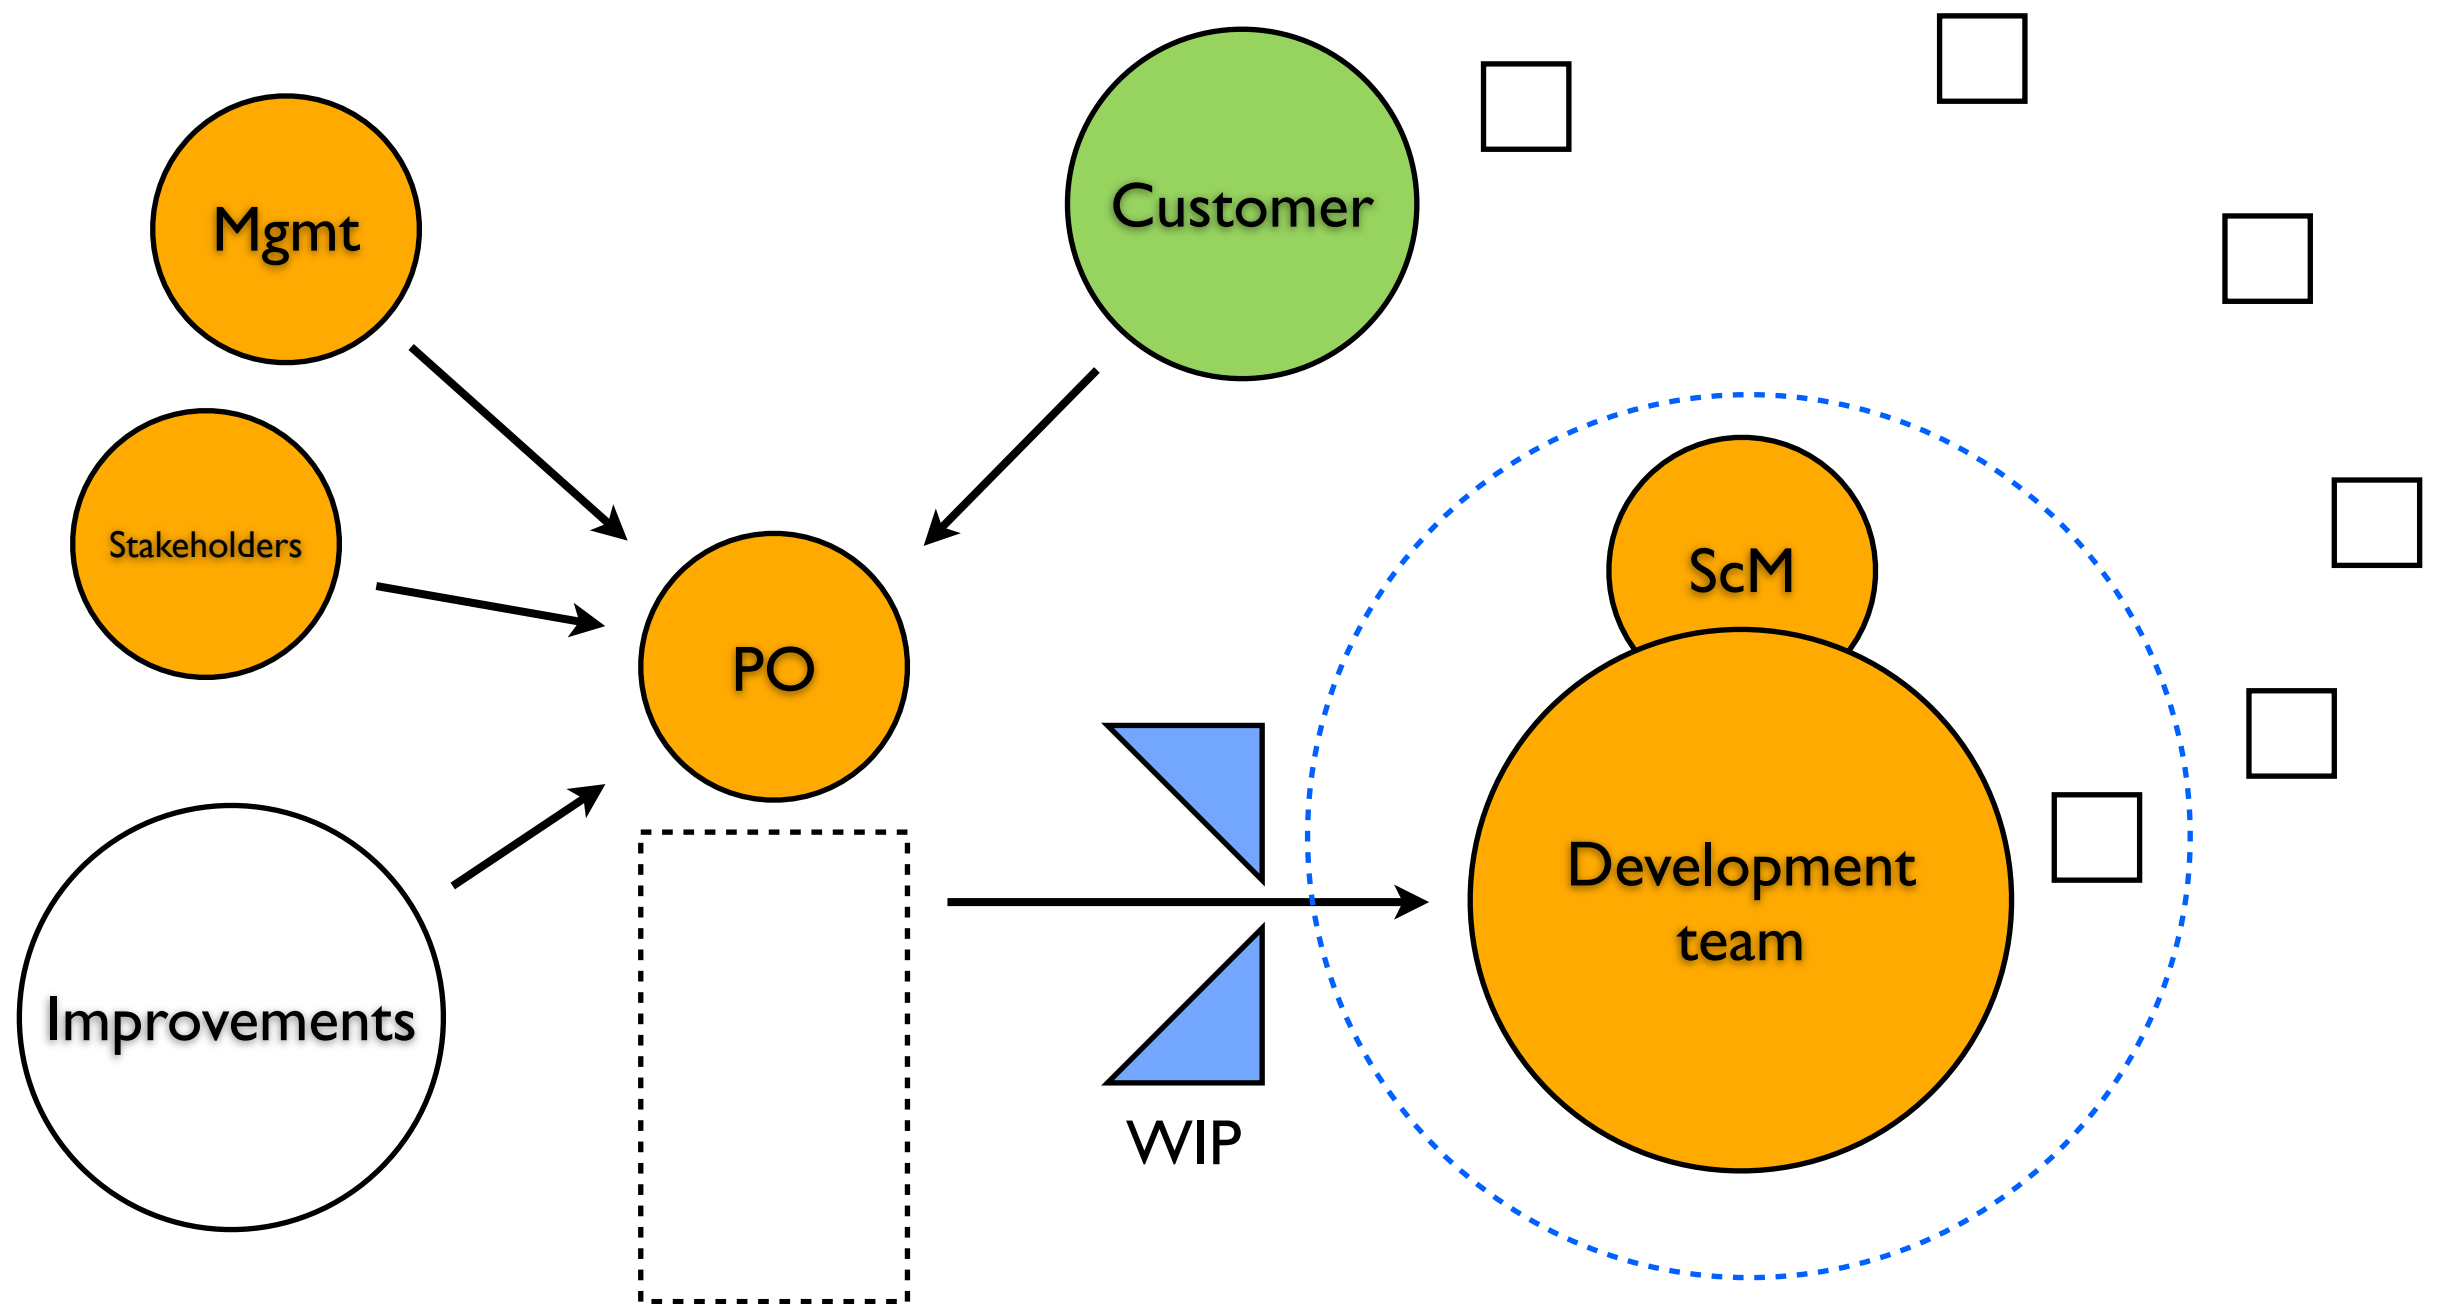 Mgmt
Customer
Stakeholders
ScM
PO
Development
team
Improvements
WIP